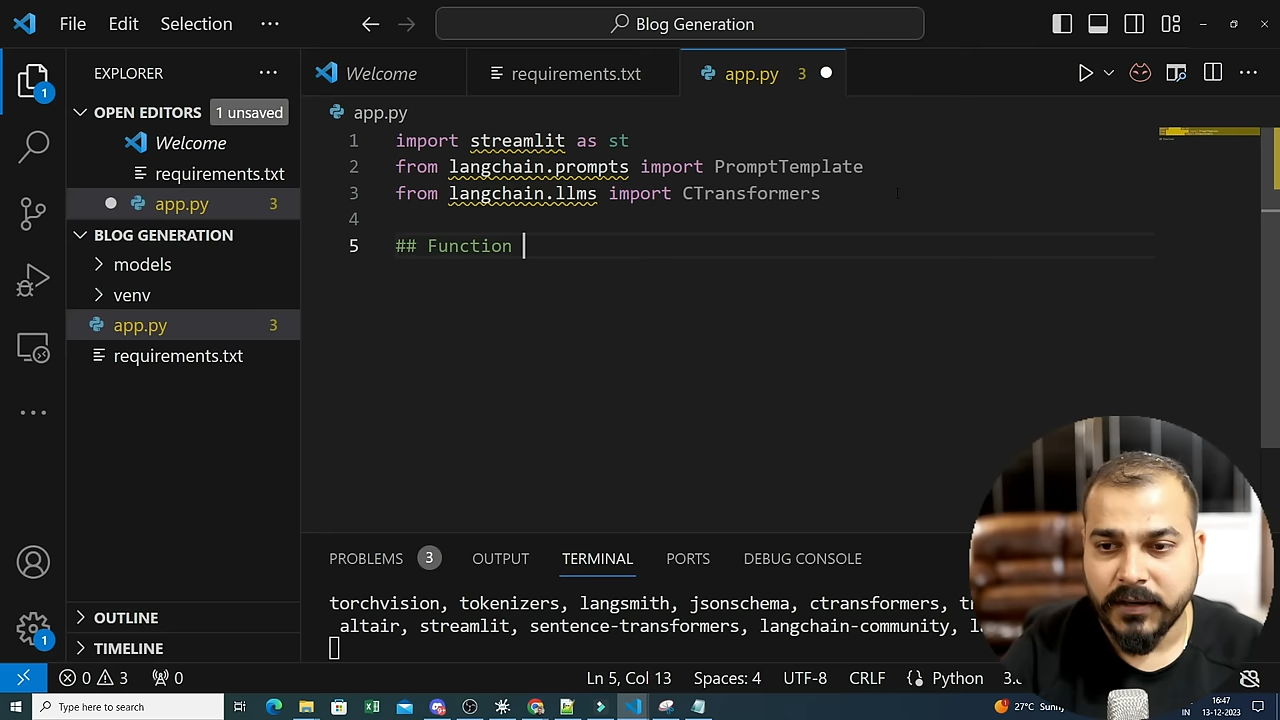 File Edit Selection ···
Blog Generation
EXPLORER ···
OPEN EDITORS 1 unsaved
Welcome
requirements.txt
app.py 3
BLOG GENERATION
models
venv
app.py 3
requirements.txt
OUTLINE
TIMELINE
1
1
Welcome requirements.txt app.py 3
app.py
1 import streamlit as st
2 from langchain.prompts import PromptTemplate
3 from langchain.llms import CTransformers
4
5 ## Function
PROBLEMS 3 OUTPUT TERMINAL PORTS DEBUG CONSOLE
torchvision, tokenizers, langsmith, jsonschema, ctransformers,
altair, streamlit, sentence-transformers, langchain-community,
0 3 0 Ln 5, Col 13 Spaces: 4 UTF-8 CRLF Python
Type here to search
27°C Sunny
IN
16:47
13-12-2023